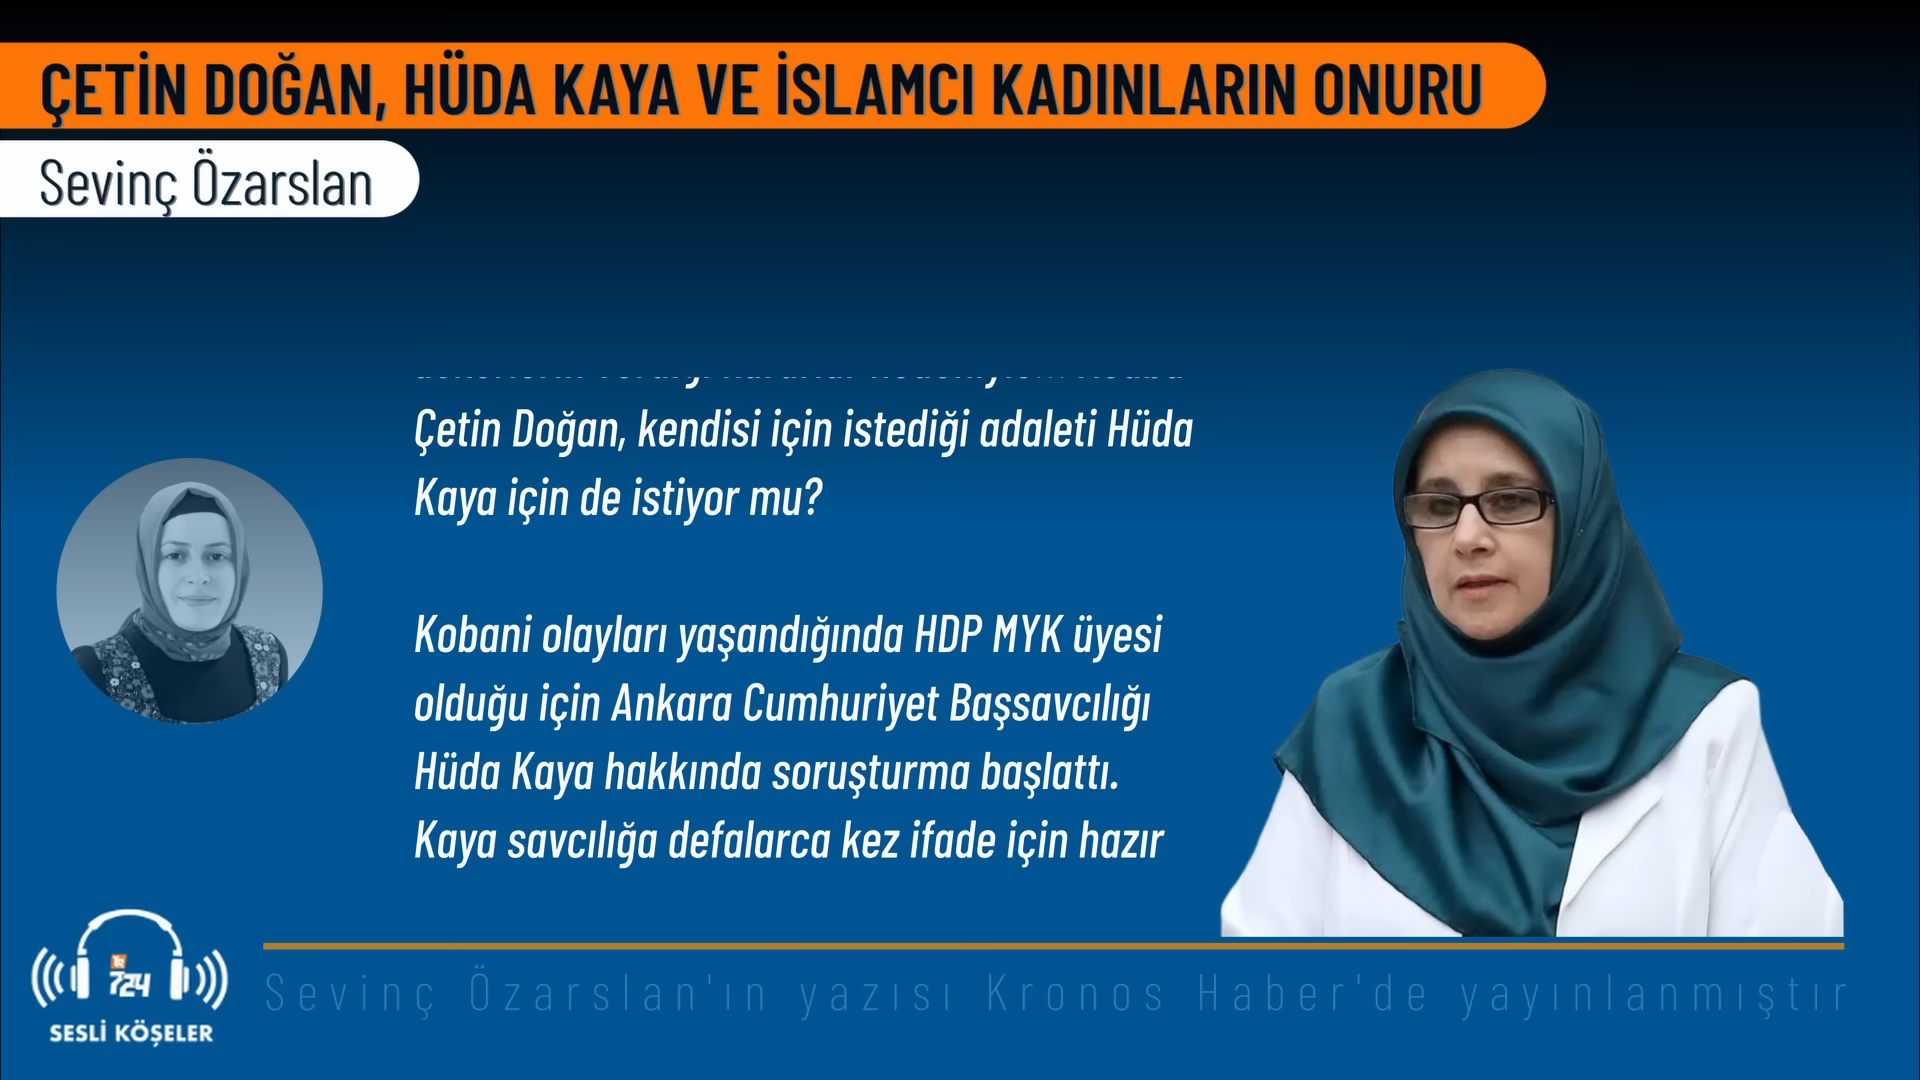 ÇETİN DOĞAN, HÜDA KAYA VE İSLAMCI KADINLARIN ONURU
Sevinç Özarslan
Çetin Doğan, kendisi için istediği adaleti Hüda
Kaya için de istiyor mu?
Kobani olayları yaşandığında HDP MYK üyesi
olduğu için Ankara Cumhuriyet Başsavcılığı
Hüda Kaya hakkında soruşturma başlattı.
Kaya savcılığa defalarca kez ifade için hazır
TR
724
SESLİ KÖŞELER
Sevinç Özarslan'ın yazısı Kronos Haber'de yayınlanmıştır